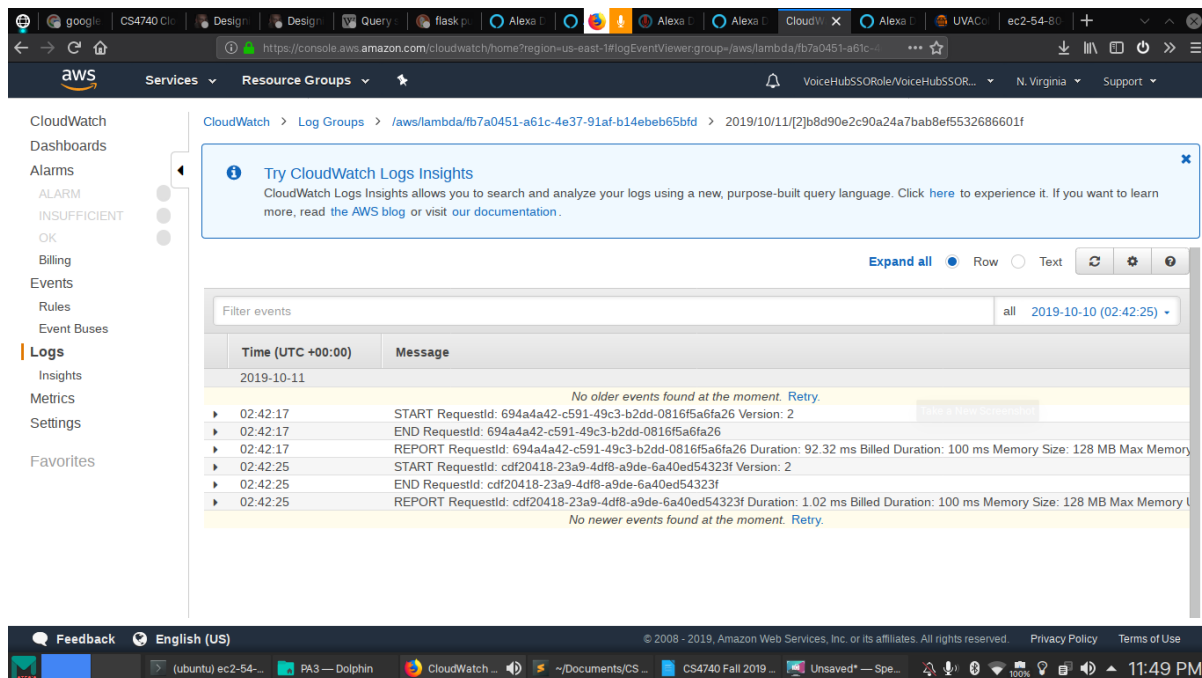 google
CS4740 Clo
Design
Design
Query s
flask pu
Alexa D
Alexa D
Alexa D
CloudW
Alexa D
UVACol
ec2-54-80
https://console.aws.amazon.com/cloudwatch/home?region=us-east-1#logEventViewer:group=/aws/lambda/fb7a0451-a61c-4
aws
Services
Resource Groups
VoiceHubSSORole/VoiceHubSSOR...
N. Virginia
Support
CloudWatch
Dashboards
Alarms
ALARM
INSUFFICIENT
OK
Billing
Events
Rules
Event Buses
Logs
Insights
Metrics
Settings
Favorites
CloudWatch > Log Groups > /aws/lambda/fb7a0451-a61c-4e37-91af-b14ebeb65bfd > 2019/10/11/[2]b8d90e2c90a24a7bab8ef5532686601f
Try CloudWatch Logs Insights
CloudWatch Logs Insights allows you to search and analyze your logs using a new, purpose-built query language. Click here to experience it. If you want to learn
more, read the AWS blog or visit our documentation.
Expand all Row Text
Filter events
all 2019-10-10 (02:42:25)
Time (UTC +00:00) Message
2019-10-11
No older events found at the moment. Retry.
Take a New Screenshot
02:42:17 START RequestId: 694a4a42-c591-49c3-b2dd-0816f5a6fa26 Version: 2
02:42:17 END RequestId: 694a4a42-c591-49c3-b2dd-0816f5a6fa26
02:42:17 REPORT RequestId: 694a4a42-c591-49c3-b2dd-0816f5a6fa26 Duration: 92.32 ms Billed Duration: 100 ms Memory Size: 128 MB Max Memory
02:42:25 START RequestId: cdf20418-23a9-4df8-a9de-6a40ed54323f Version: 2
02:42:25 END RequestId: cdf20418-23a9-4df8-a9de-6a40ed54323f
02:42:25 REPORT RequestId: cdf20418-23a9-4df8-a9de-6a40ed54323f Duration: 1.02 ms Billed Duration: 100 ms Memory Size: 128 MB Max Memory U
No newer events found at the moment. Retry.
Feedback
English (US)
© 2008 - 2019, Amazon Web Services, Inc. or its affiliates. All rights reserved.
Privacy Policy
Terms of Use
(ubuntu) ec2-54-...
PA3 — Dolphin
CloudWatch ...
~/Documents/CS ...
CS4740 Fall 2019 ...
Unsaved* — Spe...
100%
11:49 PM